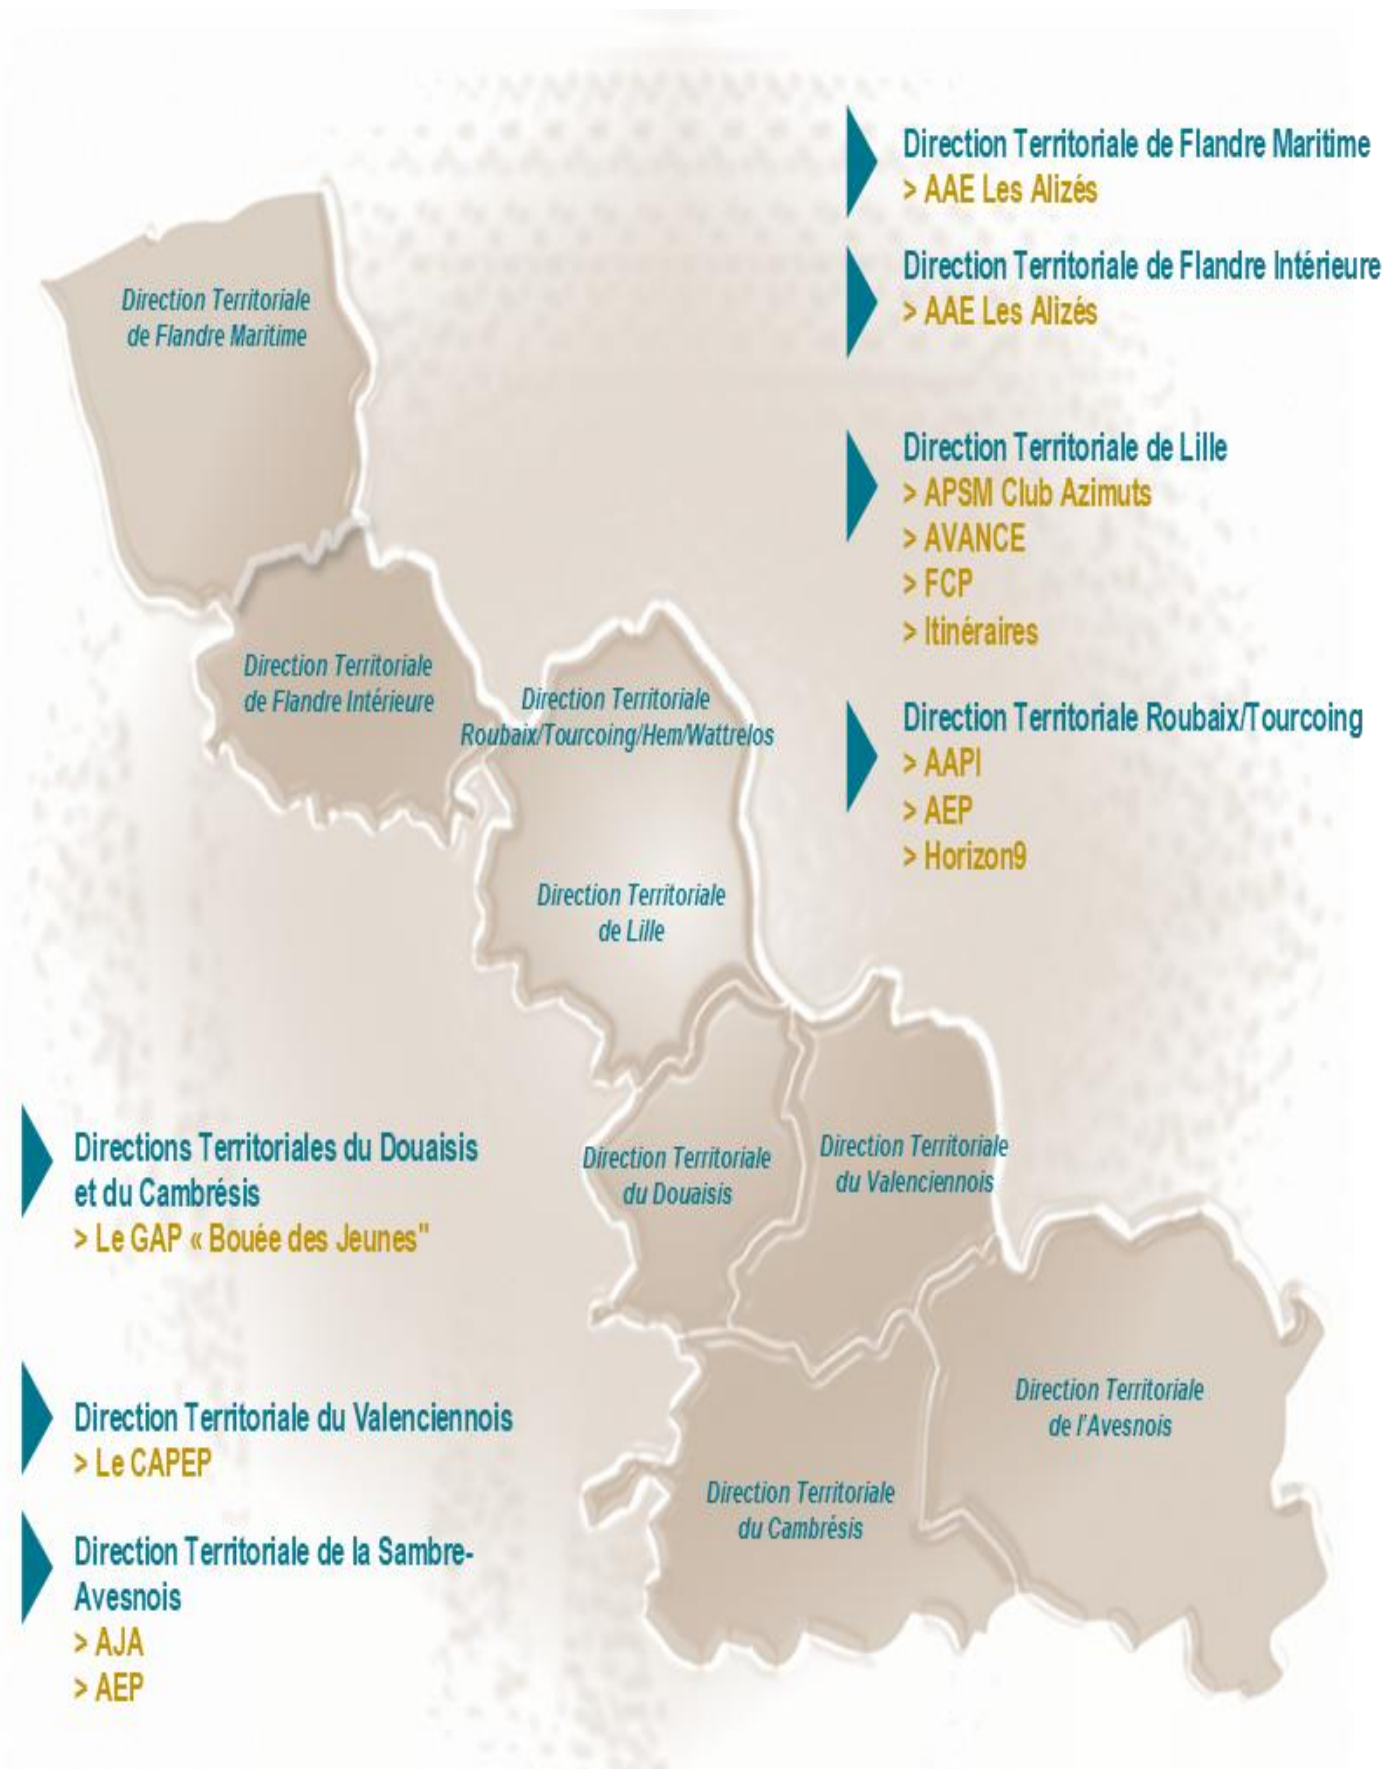 Direction Territoriale de Flandre Maritime
> AAE Les Alizés
Direction Territoriale de Flandre Intérieure
> AAE Les Alizés
Direction Territoriale de Lille
> APSM Club Azimuts
> AVANCE
> FCP
> Itinéraires
Direction Territoriale Roubaix/Tourcoing
> AAPI
> AEP
> Horizon9
Direction Territoriale
de Flandre Maritime
Direction Territoriale
de Flandre Intérieure
Direction Territoriale
Roubaix/Tourcoing/Hem/Wattrelos
Direction Territoriale
de Lille
Direction Territoriale
du Douaisis
Direction Territoriale
du Valenciennois
Direction Territoriale
de l'Avesnois
Direction Territoriale
du Cambrésis
Directions Territoriales du Douaisis
et du Cambrésis
> Le GAP « Bouée des Jeunes"
Direction Territoriale du Valenciennois
> Le CAPEP
Direction Territoriale de la Sambre-
Avesnois
> AJA
> AEP